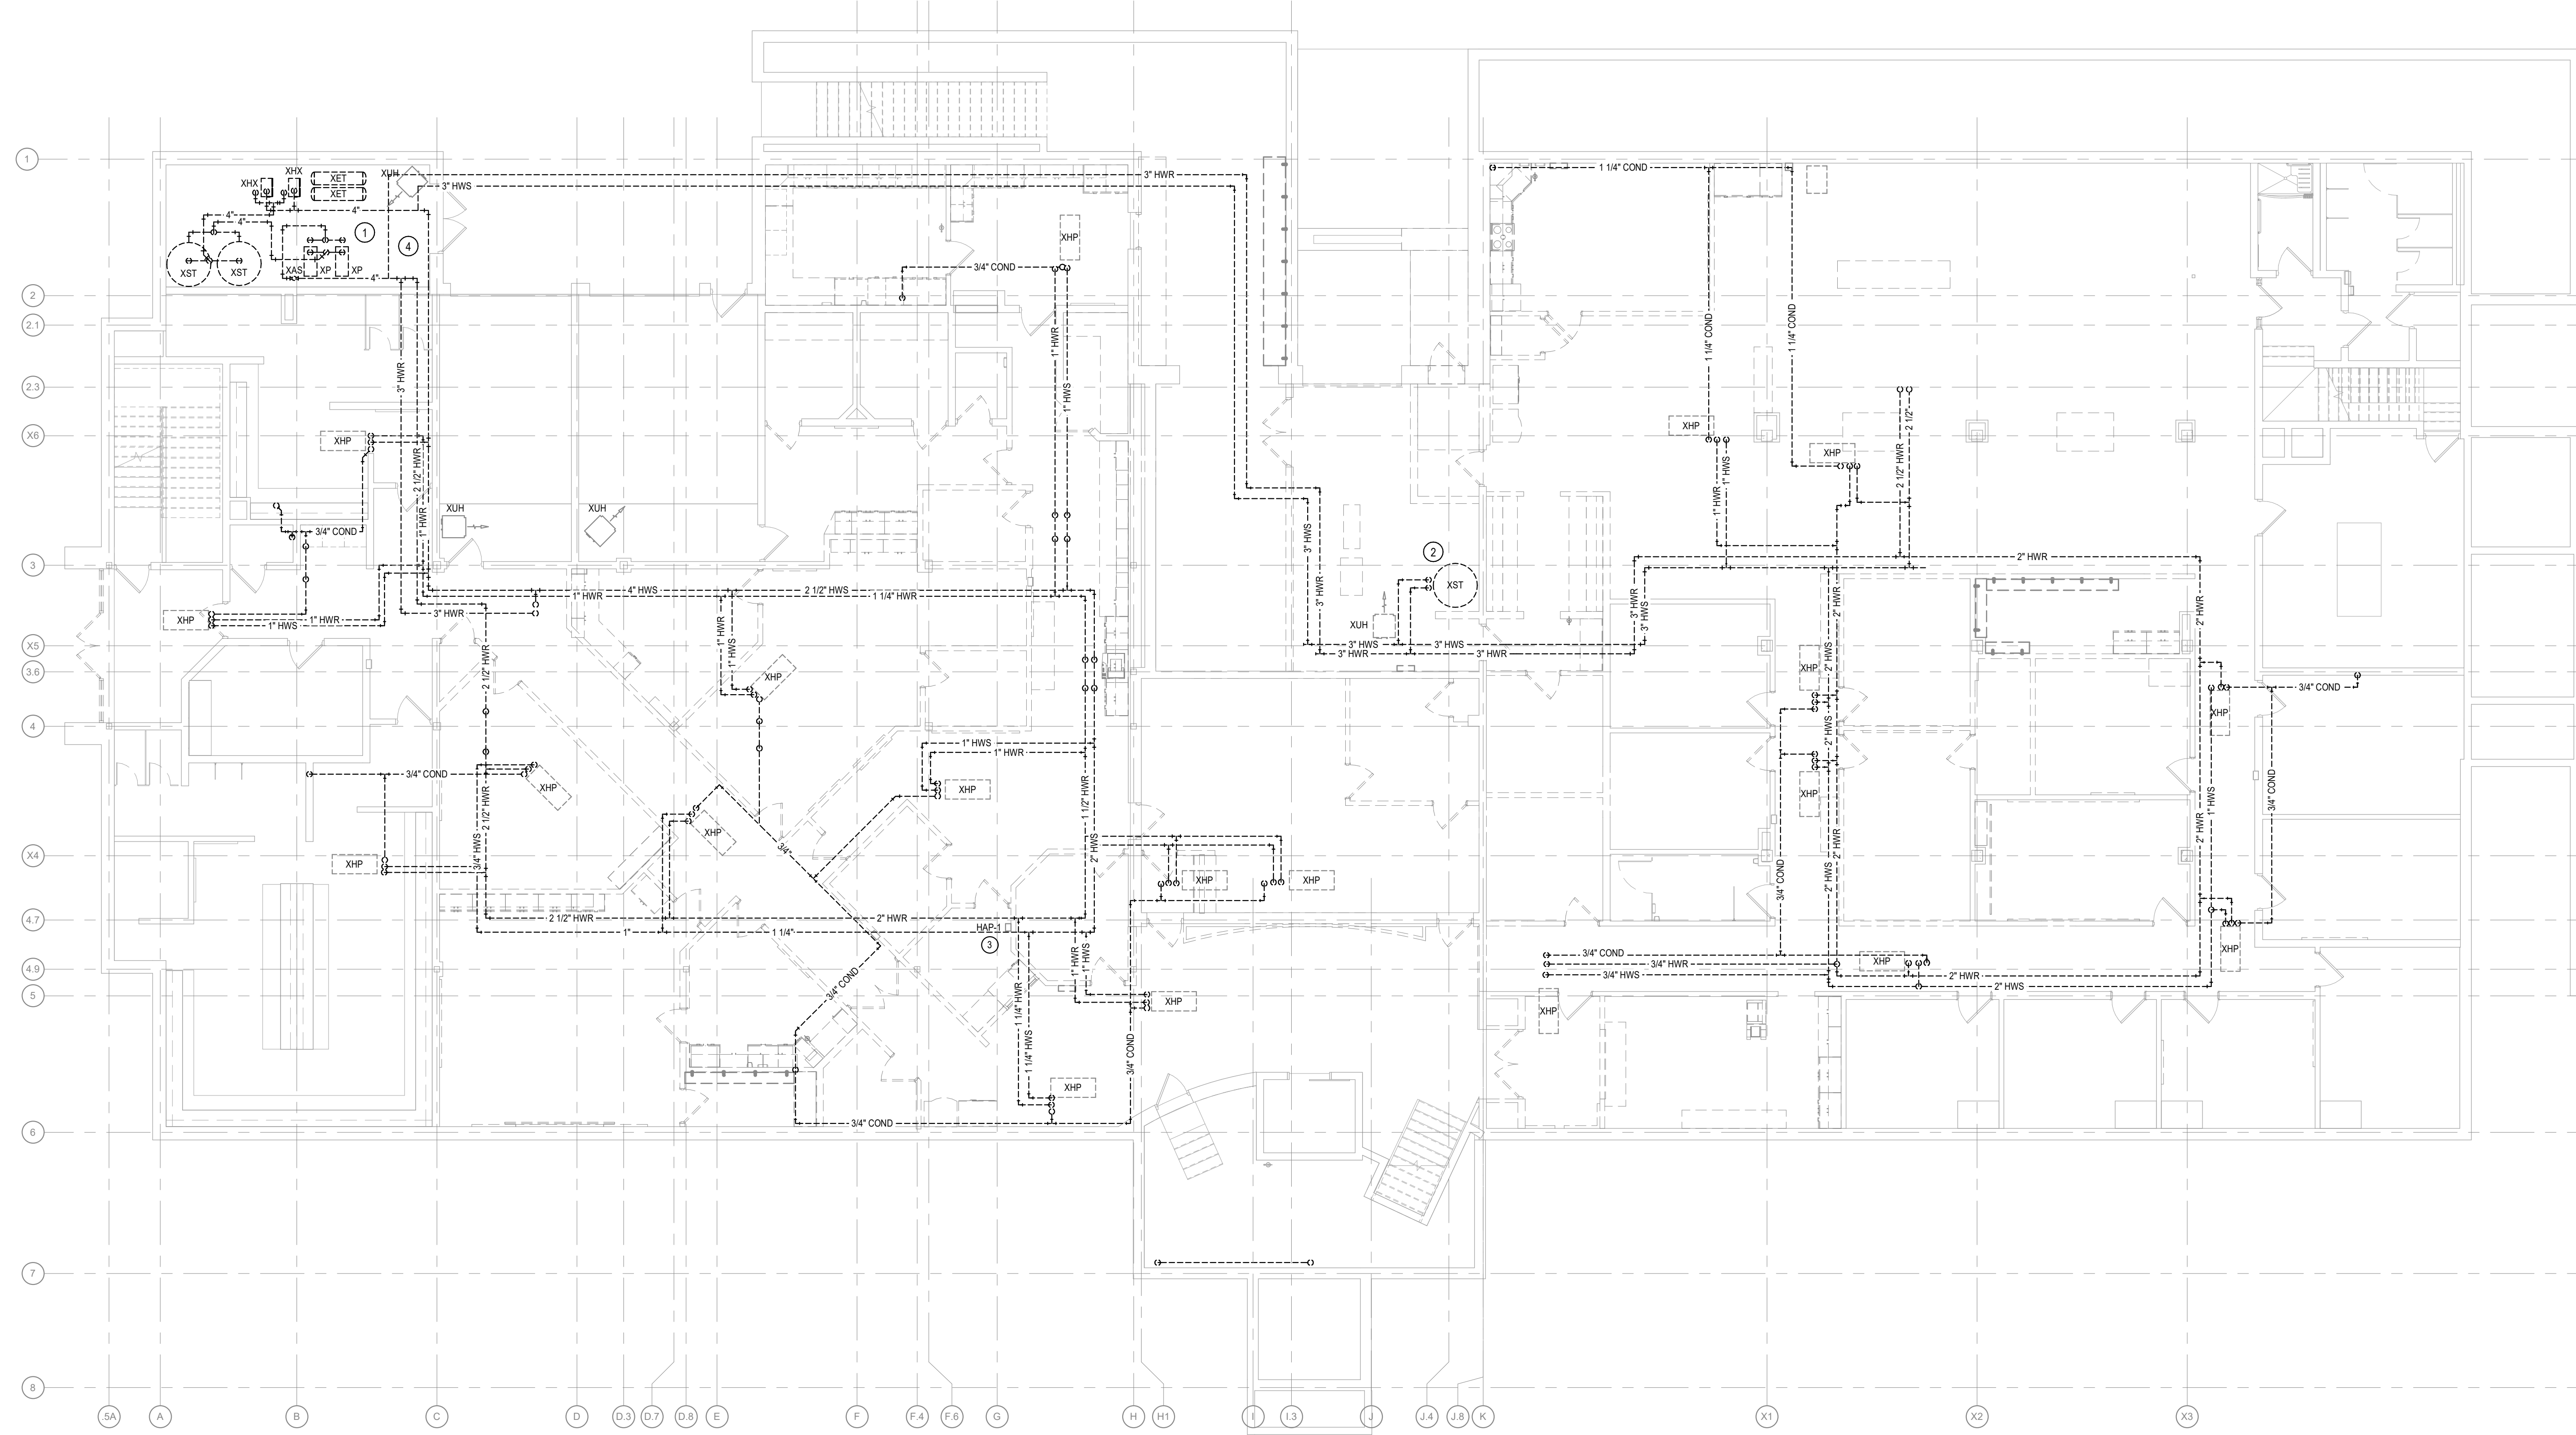 1
XHX
XHX
XET
XET
XUH
3" HWS
3" HWR
1 1/4" COND
4"
4"
4"
1
4
XHP
XST
XST
XAS
XP
XP
4"
3/4" COND
2
2.1
3" HWR
1" HWR
1" HWS
1 1/4" COND
1 1/4" COND
2.3
X6
XHP
2 1/2" HWR
1" HWR
XHP
XHP
1" HWR
1" HWS
2 1/2" HWR
2 1/2"
XUH
XUH
3/4" COND
3" HWS
3" HWR
2
3
2" HWR
XST
4" HWS
2 1/2" HWS
1" HWR
1 1/4" HWR
3" HWR
XHP
1" HWR
1" HWS
XUH
3" HWR
3" HWS
2" HWR
2" HWR
X5
3" HWS
3" HWS
3" HWR
3" HWR
1" HWR
1" HWS
2 1/2" HWR
2" HWS
3.6
XHP
XHP
3/4" COND
XHP
4
2" HWS
2" HWR
1" HWS
1" HWR
3/4" COND
XHP
XHP
XHP
2 1/2" HWR
1 1/2" HWR
1" HWS
3/4" COND
XHP
3/4"
3/4" HWS
2" HWS
2" HWR
2" HWR
X4
XHP
XHP
XHP
2" HWS
3/4" COND
4.7
2 1/2" HWR
2" HWR
1"
1 1/4"
HAP-1
3
XHP
4.9
3/4" COND
1" HWR
1" HWS
3/4" COND
3/4" HWR
3/4" HWS
XHP
2" HWR
2" HWS
5
1 1/4" HWR
1 1/4" HWS
XHP
XHP
3/4" COND
XHP
3/4" COND
6
7
8
.5A
A
B
C
D
D.3
D.7
D.8
E
F
F.4
F.6
G
H
H1
I
I.3
J
J.4
J.8
K
X1
X2
X3